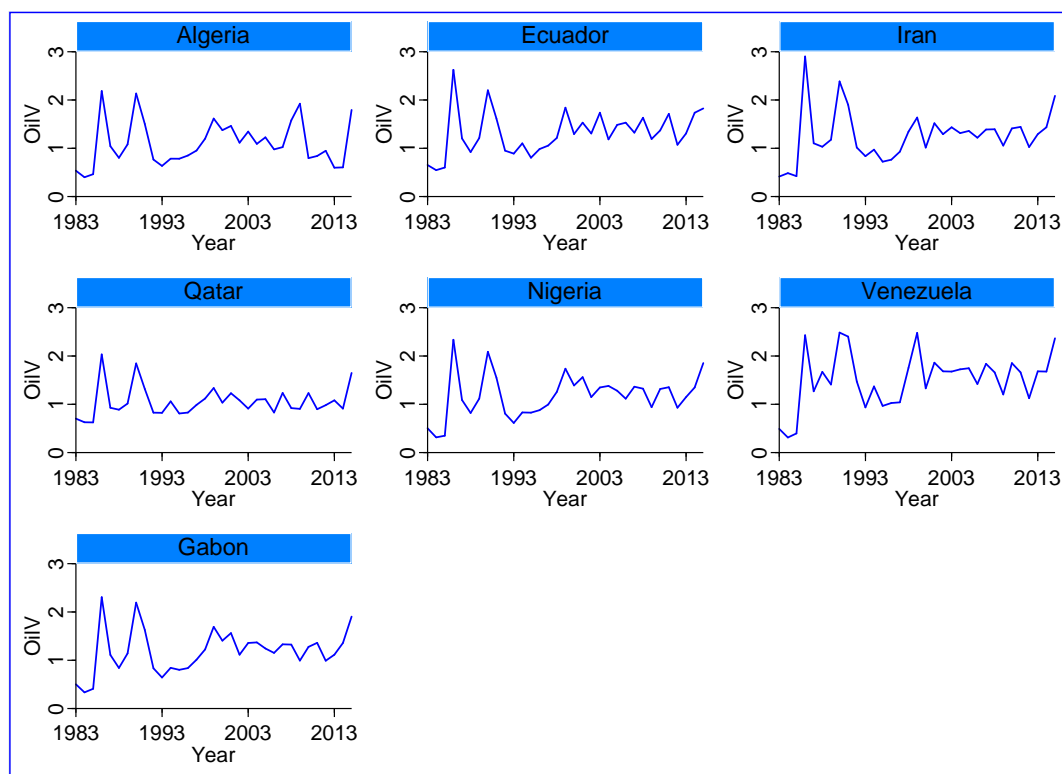 Algeria
OilV
0 1 2 3
1983 1993 2003 2013
Year
Ecuador
OilV
0 1 2 3
1983 1993 2003 2013
Year
Iran
OilV
0 1 2 3
1983 1993 2003 2013
Year
Qatar
OilV
0 1 2 3
1983 1993 2003 2013
Year
Nigeria
OilV
0 1 2 3
1983 1993 2003 2013
Year
Venezuela
OilV
0 1 2 3
1983 1993 2003 2013
Year
Gabon
OilV
0 1 2 3
1983 1993 2003 2013
Year